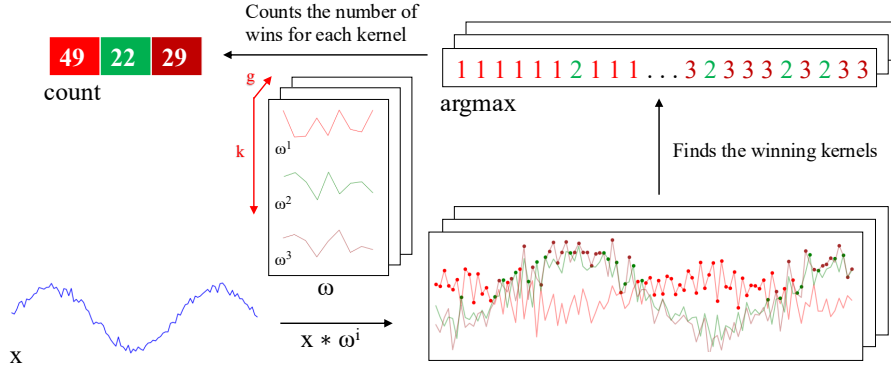 Counts the number of
wins for each kernel
49 22 29
count
1 1 1 1 1 1 2 1 1 1 . . . 3 2 3 3 3 2 3 2 3 3
argmax
g
k
ω1
ω2
ω3
ω
Finds the winning kernels
x
x * ωi